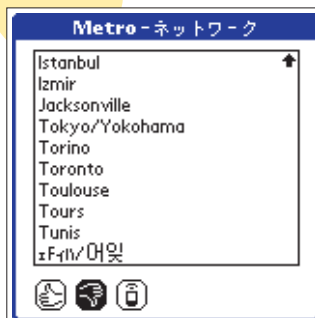 Metro-ネットワーク
Istanbul
Izmir
Jacksonville
Tokyo/Yokohama
Torino
Toronto
Toulouse
Tours
Tunis